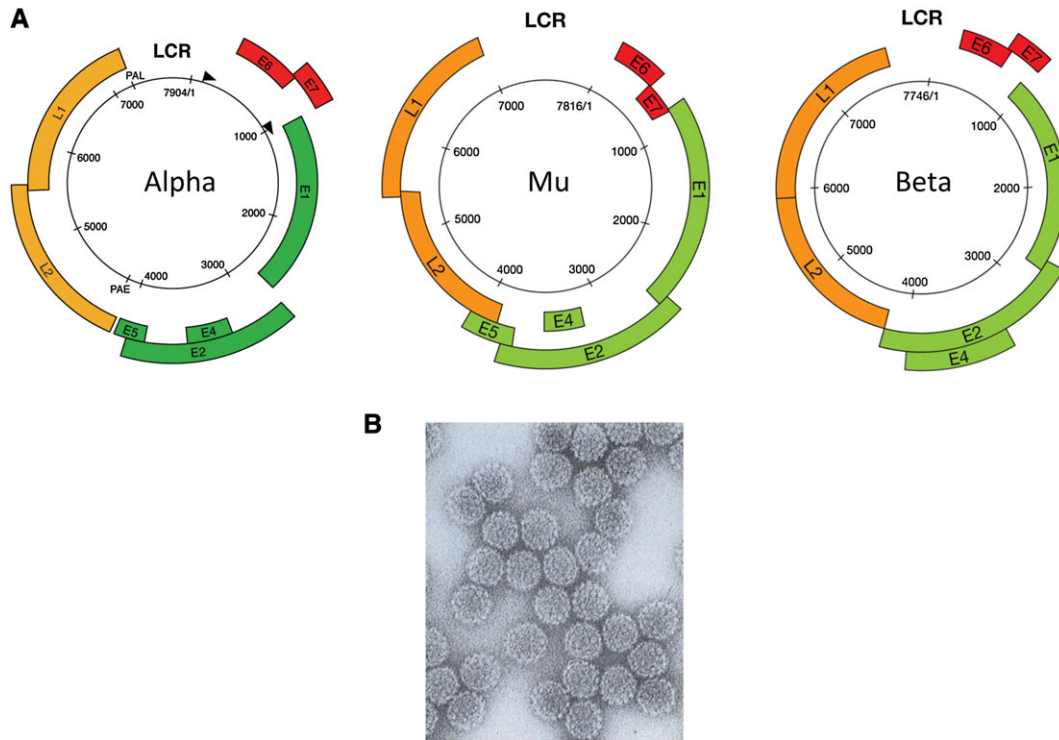 A
LCR
PAL
7904/1
7000
1000
6000
2000
5000
3000
4000
PAE
Alpha
L1
L2
E6
E7
E1
E5
E4
E2
LCR
7816/1
7000
1000
6000
2000
5000
3000
4000
Mu
L1
L2
E6
E7
E1
E5
E4
E2
LCR
7746/1
7000
1000
6000
2000
5000
3000
4000
Beta
L1
L2
E6
E7
E1
E2
E4
B